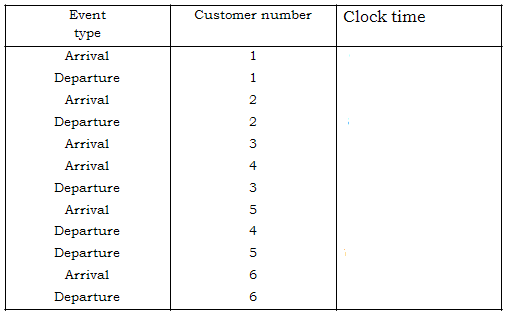 Event Customer number Clock time
type
Arrival 1
Departure 1
Arrival 2
Departure 2
Arrival 3
Arrival 4
Departure 3
Arrival 5
Departure 4
Departure 5
Arrival 6
Departure 6